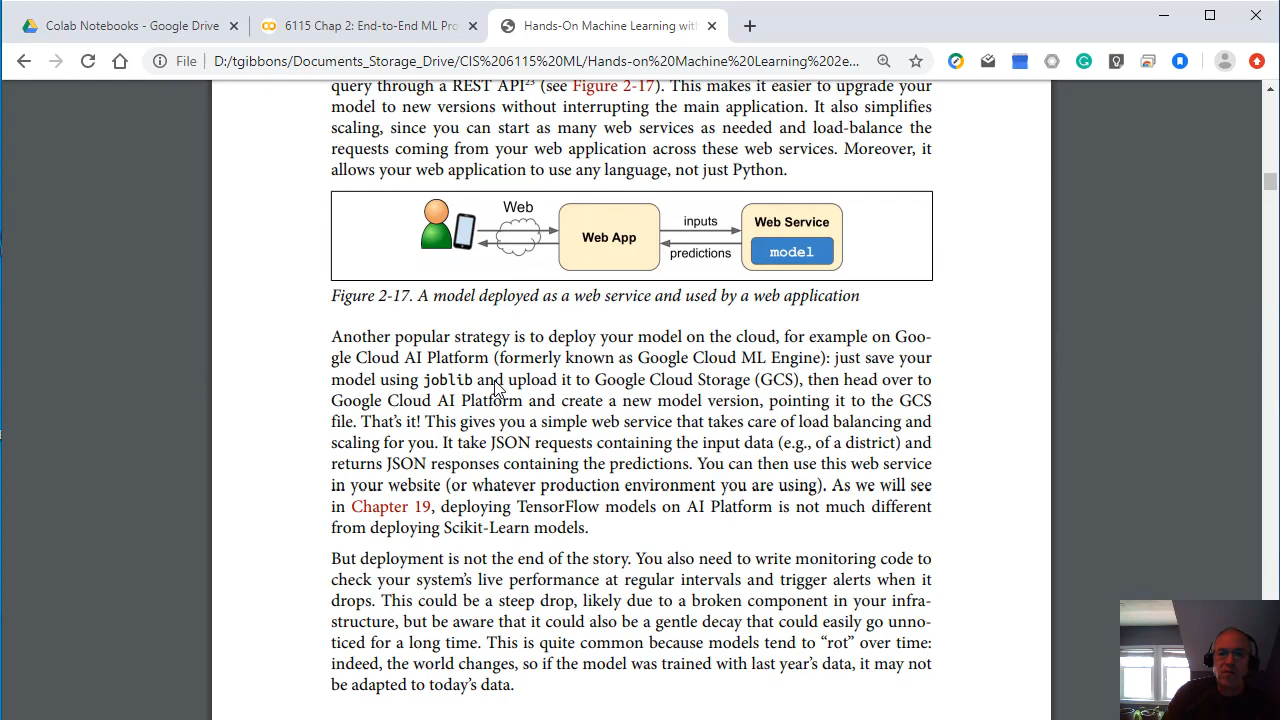 Colab Notebooks - Google Drive
6115 Chap 2: End-to-End ML Pro
Hands-On Machine Learning with
File
D:/tgibbons/Documents_Storage_Drive/CIS%206115%20ML/Hands-on%20Machine%20Learning%202e...
query through a REST API23 (see Figure 2-17). This makes it easier to upgrade your
model to new versions without interrupting the main application. It also simplifies
scaling, since you can start as many web services as needed and load-balance the
requests coming from your web application across these web services. Moreover, it
allows your web application to use any language, not just Python.
Web
Web App
inputs
predictions
Web Service
model
Figure 2-17. A model deployed as a web service and used by a web application
Another popular strategy is to deploy your model on the cloud, for example on Goo-
gle Cloud AI Platform (formerly known as Google Cloud ML Engine): just save your
model using joblib and upload it to Google Cloud Storage (GCS), then head over to
Google Cloud AI Platform and create a new model version, pointing it to the GCS
file. That's it! This gives you a simple web service that takes care of load balancing and
scaling for you. It take JSON requests containing the input data (e.g., of a district) and
returns JSON responses containing the predictions. You can then use this web service
in your website (or whatever production environment you are using). As we will see
in Chapter 19, deploying TensorFlow models on AI Platform is not much different
from deploying Scikit-Learn models.
But deployment is not the end of the story. You also need to write monitoring code to
check your system's live performance at regular intervals and trigger alerts when it
drops. This could be a steep drop, likely due to a broken component in your infra-
structure, but be aware that it could also be a gentle decay that could easily go unno-
ticed for a long time. This is quite common because models tend to “rot” over time:
indeed, the world changes, so if the model was trained with last year's data, it may not
be adapted to today's data.